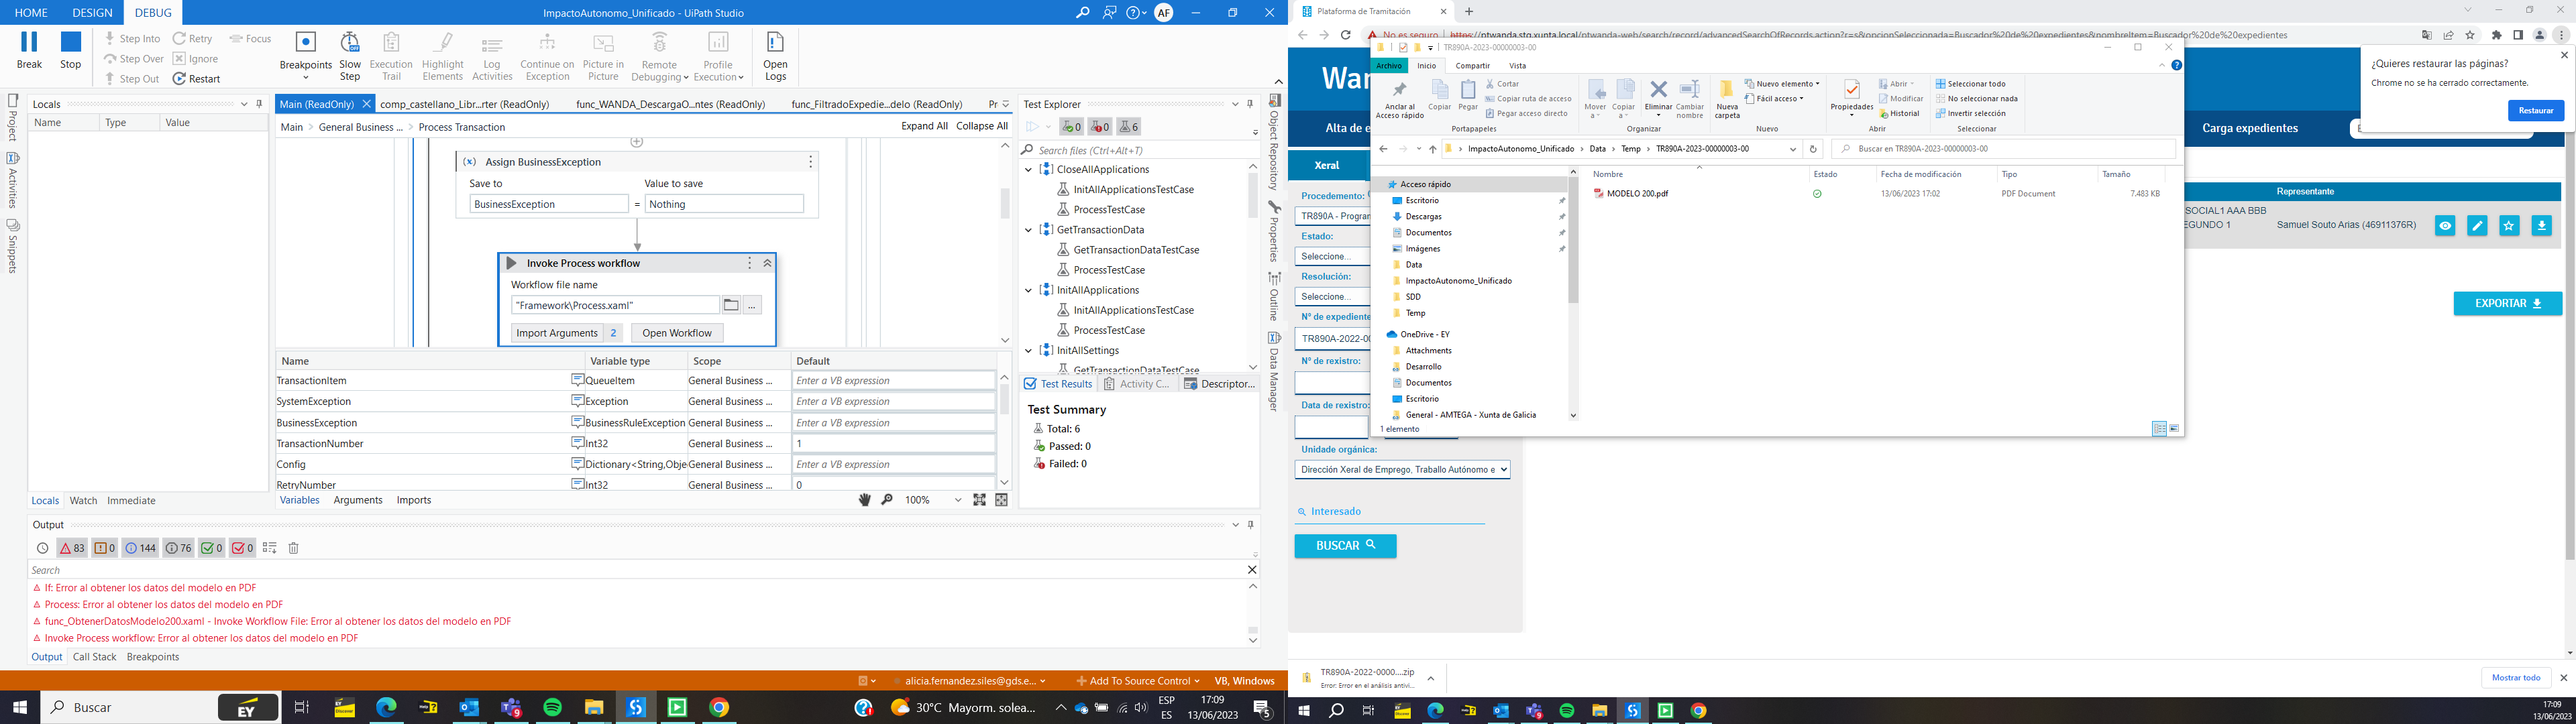 HOME DESIGN DEBUG
ImpactoAutonomo_Unificado - UiPath Studio
AF
Break
Stop
Step Into
Step Over
Step Out
Retry
Ignore
Restart
Focus
Breakpoints
Slow Step
Execution Trail
Highlight Elements
Log Activities
Continue on Exception
Picture in Picture
Remote Debugging
Profile Execution
Open Logs
Project
Activities
Snippets
Locals
Name Type Value
Locals Watch Immediate
Main (ReadOnly)
comp_castellano_Libr...rter (ReadOnly)
func_WANDA_DescargaO...ntes (ReadOnly)
func_FiltradoExpedie...delo (ReadOnly)
Pr
Main > General Business ... > Process Transaction
Expand All Collapse All
Assign BusinessException
Save to Value to save
BusinessException = Nothing
Invoke Process workflow
Workflow file name
"Framework\Process.xaml"
...
Import Arguments 2 Open Workflow
Name Variable type Scope Default
TransactionItem QueueItem General Business ... Enter a VB expression
SystemException Exception General Business ... Enter a VB expression
BusinessException BusinessRuleException General Business ... Enter a VB expression
TransactionNumber Int32 General Business ... 1
Config Dictionary<String,Obje General Business ... Enter a VB expression
RetryNumber Int32 General Business ... 0
Variables Arguments Imports
100%
Test Explorer
0 0 6
Search files (Ctrl+Alt+T)
CloseAllApplications
InitAllApplicationsTestCase
ProcessTestCase
GetTransactionData
GetTransactionDataTestCase
ProcessTestCase
InitAllApplications
InitAllApplicationsTestCase
ProcessTestCase
InitAllSettings
GetTransactionDataTestCase
Test Results Activity C... Descriptor...
Test Summary
Total: 6
Passed: 0
Failed: 0
Object Repository
Properties
Outline
Data Manager
Output
83 0 144 76 0 0
Search
If: Error al obtener los datos del modelo en PDF
Process: Error al obtener los datos del modelo en PDF
func_ObtenerDatosModelo200.xaml - Invoke Workflow File: Error al obtener los datos del modelo en PDF
Invoke Process workflow: Error al obtener los datos del modelo en PDF
Output Call Stack Breakpoints
alicia.fernandez.siles@gds.e...
Add To Source Control
VB, Windows
Buscar
EY
30°C Mayorm. solea...
ESP
ES
17:09
13/06/2023
5
Plataforma de Tramitación
No es seguro
https://ptwanda.stg.xunta.local/ptwanda-web/search/record/advancedSearchOfRecords.action?r=s&opcionSeleccionada=Buscador%20de%20expedientes&nombreItem=Buscador%20de%20expedientes
¿Quieres restaurar las páginas?
Chrome no se ha cerrado correctamente.
Restaurar
Alta de e
Carga expedientes
Xeral
Procedemento:
TR890A - Program
Estado:
Seleccione...
Resolución:
Seleccione...
Nº de expediente
TR890A-2022-00
Nº de rexistro:
Data de rexistro:
Unidade orgánica:
Dirección Xeral de Emprego, Traballo Autónomo e
Interesado
BUSCAR
Representante
SOCIAL1 AAA BBB
EGUNDO 1
Samuel Souto Arias (46911376R)
EXPORTAR
TR890A-2023-00000003-00
Archivo Inicio Compartir Vista
Anclar al Acceso rápido
Copiar
Pegar
Cortar
Copiar ruta de acceso
Pegar acceso directo
Portapapeles
Mover a
Copiar a
Eliminar
Cambiar nombre
Organizar
Nueva carpeta
Nuevo elemento
Fácil acceso
Nuevo
Propiedades
Abrir
Modificar
Historial
Abrir
Seleccionar todo
No seleccionar nada
Invertir selección
Seleccionar
ImpactoAutonomo_Unificado > Data > Temp > TR890A-2023-00000003-00
Buscar en TR890A-2023-00000003-00
Nombre Estado Fecha de modificación Tipo Tamaño
MODELO 200.pdf 13/06/2023 17:02 PDF Document 7.483 KB
Acceso rápido
Escritorio
Descargas
Documentos
Imágenes
Data
ImpactoAutonomo_Unificado
SDD
Temp
OneDrive - EY
Attachments
Desarrollo
Documentos
Escritorio
General - AMTEGA - Xunta de Galicia
1 elemento
TR890A-2022-0000....zip
Error: Error en el análisis antivi...
Mostrar todo
17:09
13/06/2023